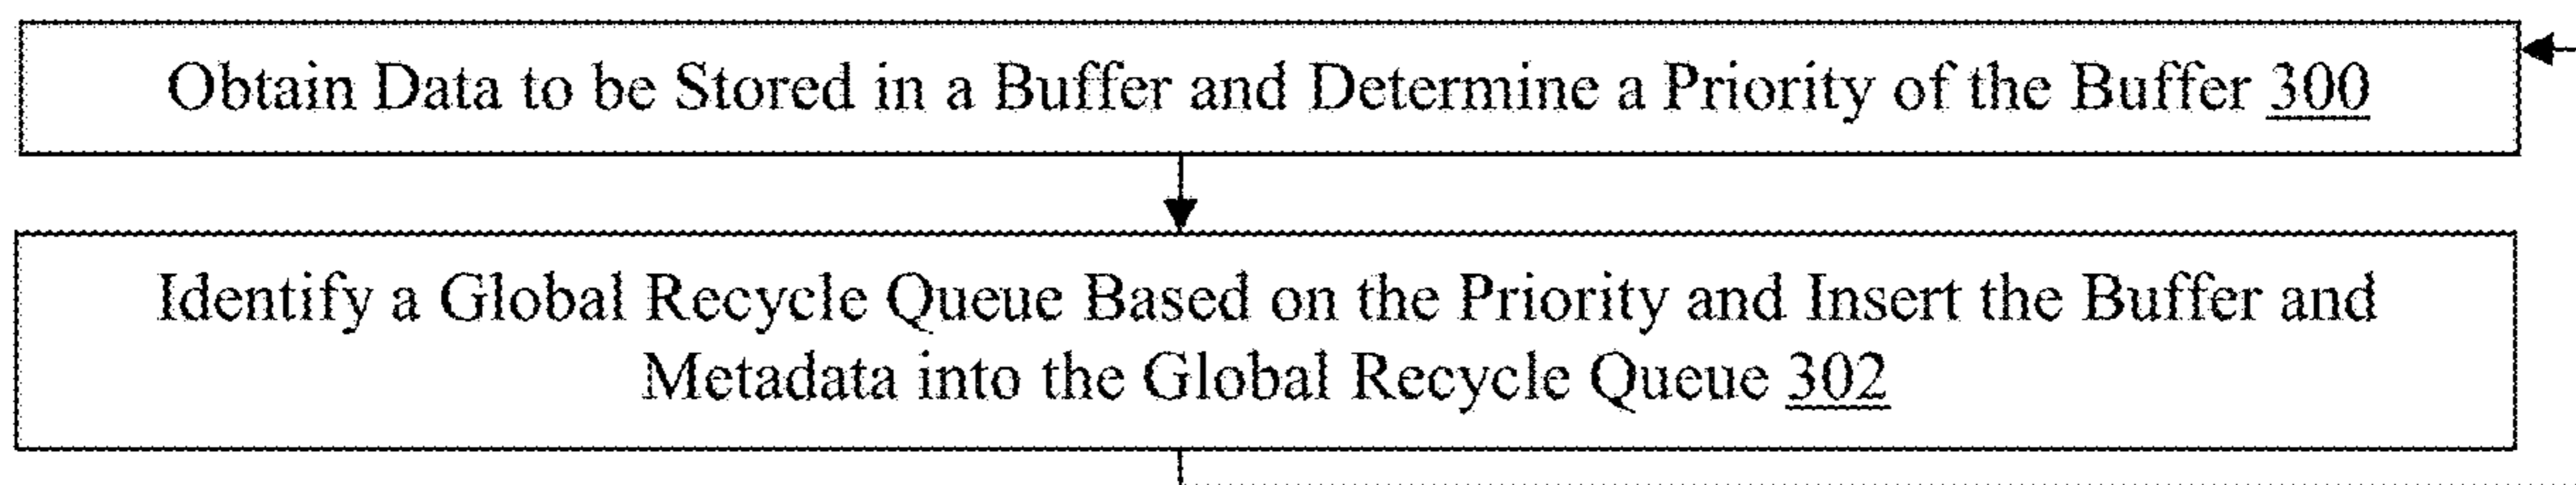 Obtain Data to be Stored in a Buffer and Determine a Priority of the Buffer 300
Identify a Global Recycle Queue Based on the Priority and Insert the Buffer and
Metadata into the Global Recycle Queue 302